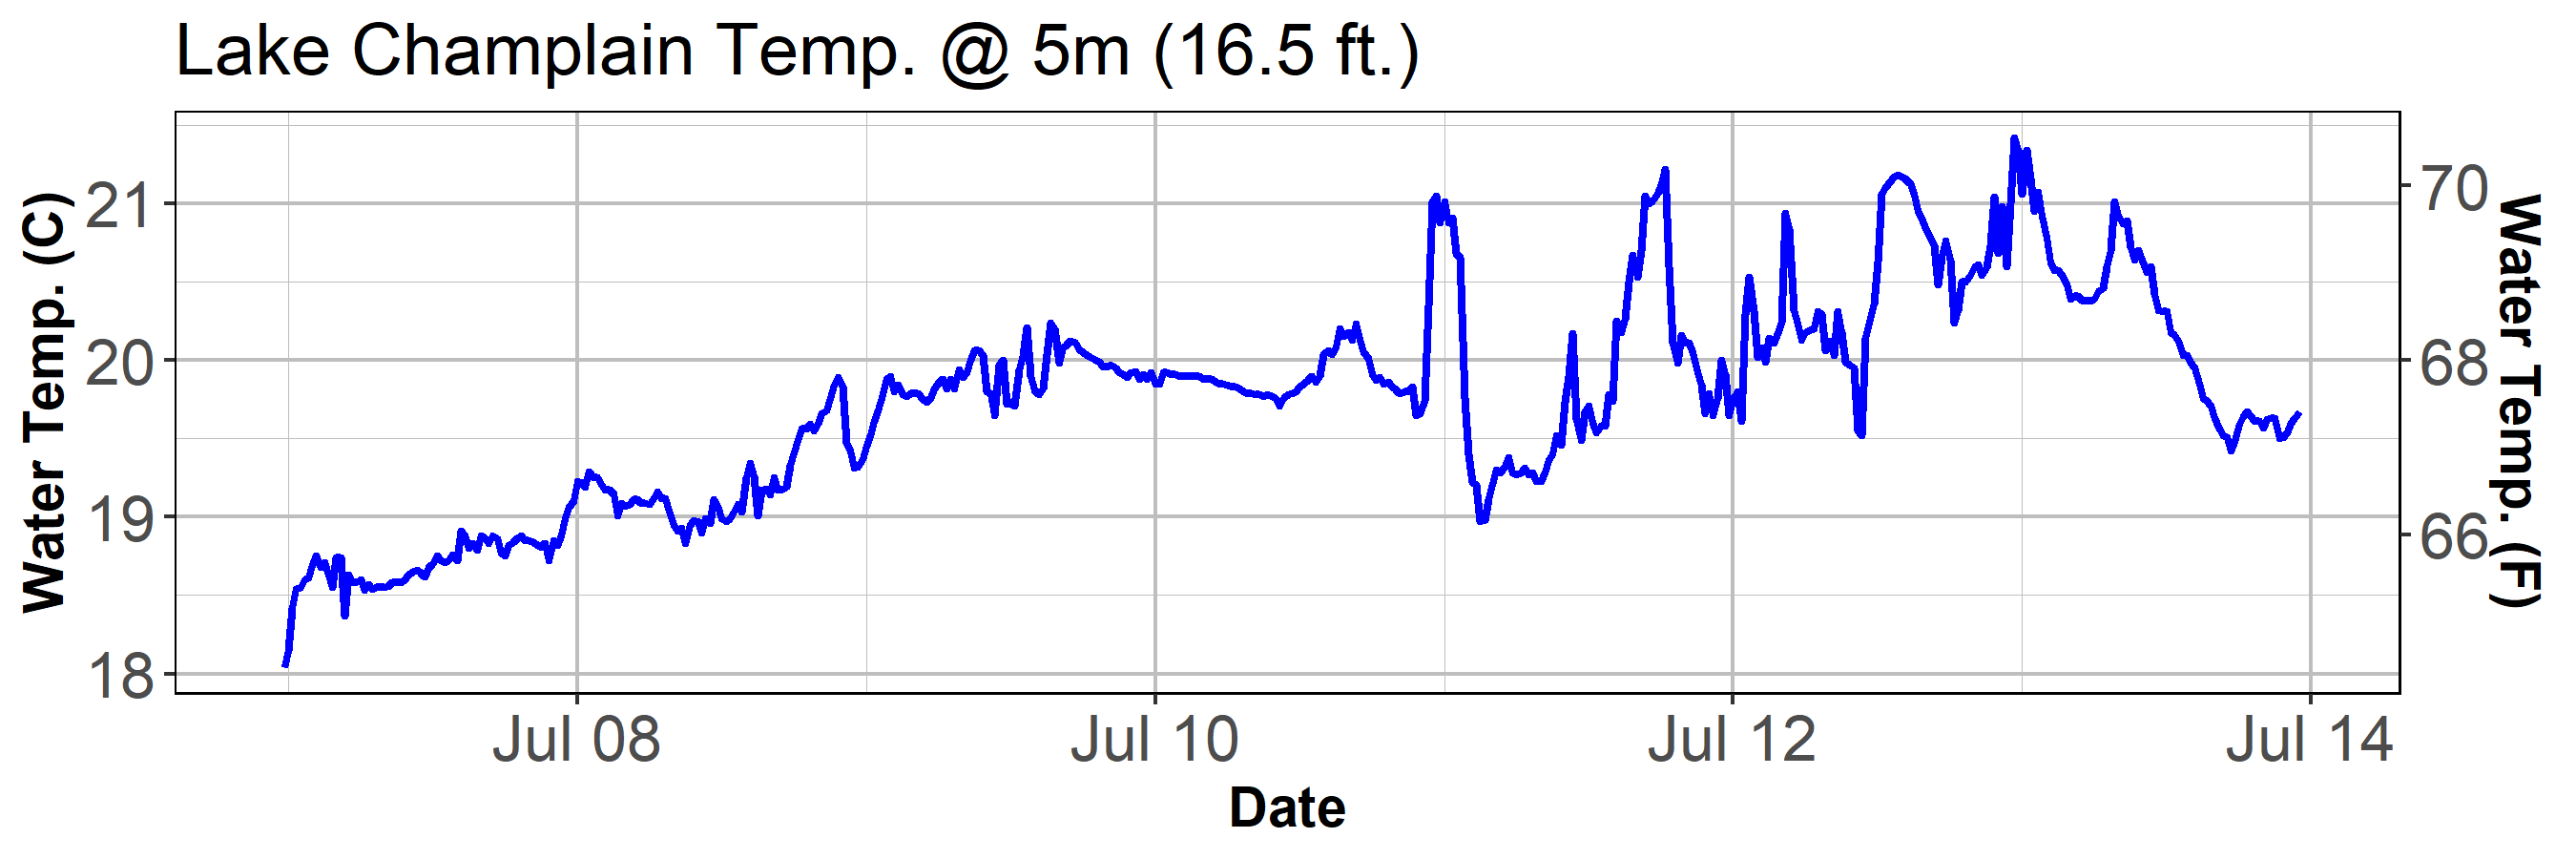 Lake Champlain Temp. @ 5m (16.5 ft.)
Water Temp. (C)
21
20
19
18
70
68
66
Water Temp. (F)
Jul 08
Jul 10
Jul 12
Jul 14
Date